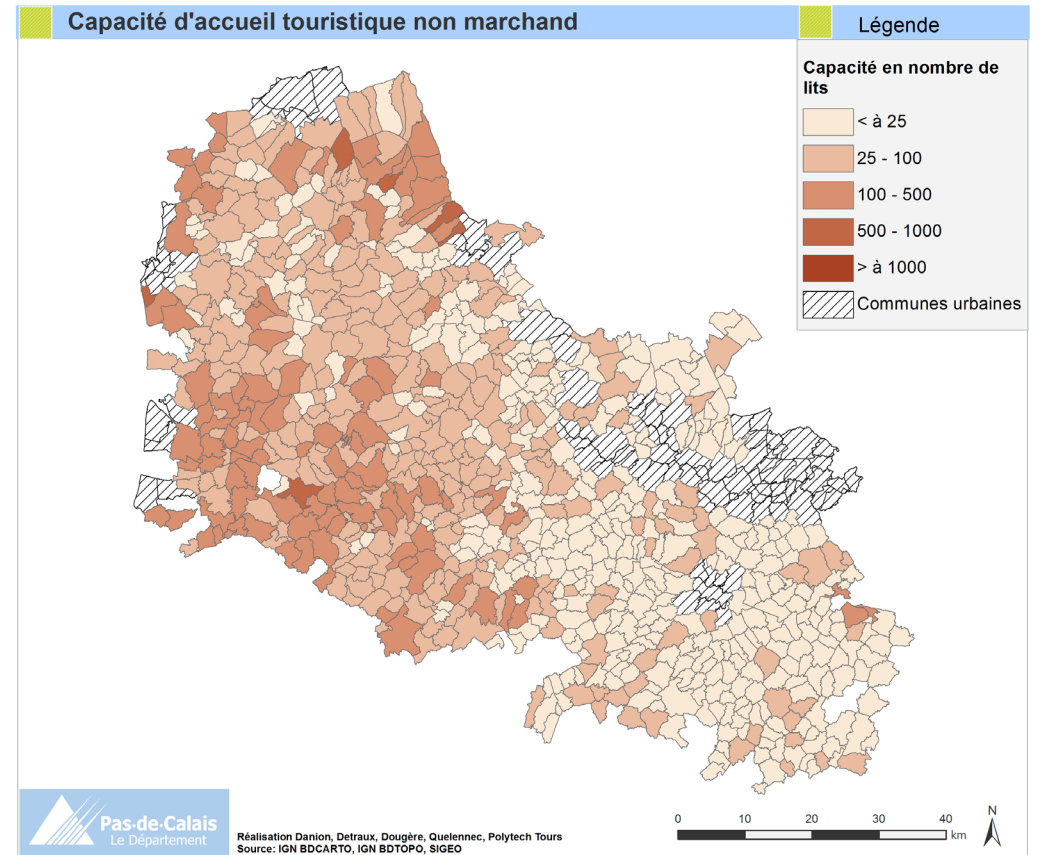 Capacité d'accueil touristique non marchand
Légende
Capacité en nombre de
lits
< à 25
25 - 100
100 - 500
500 - 1000
> à 1000
Communes urbaines
Pas-de-Calais
Le Département
Réalisation Danion, Detraux, Dougère, Quelennec, Polytech Tours
Source: IGN BDCARTO, IGN BDTOPO, SIGEO
0 10 20 30 40
km
N